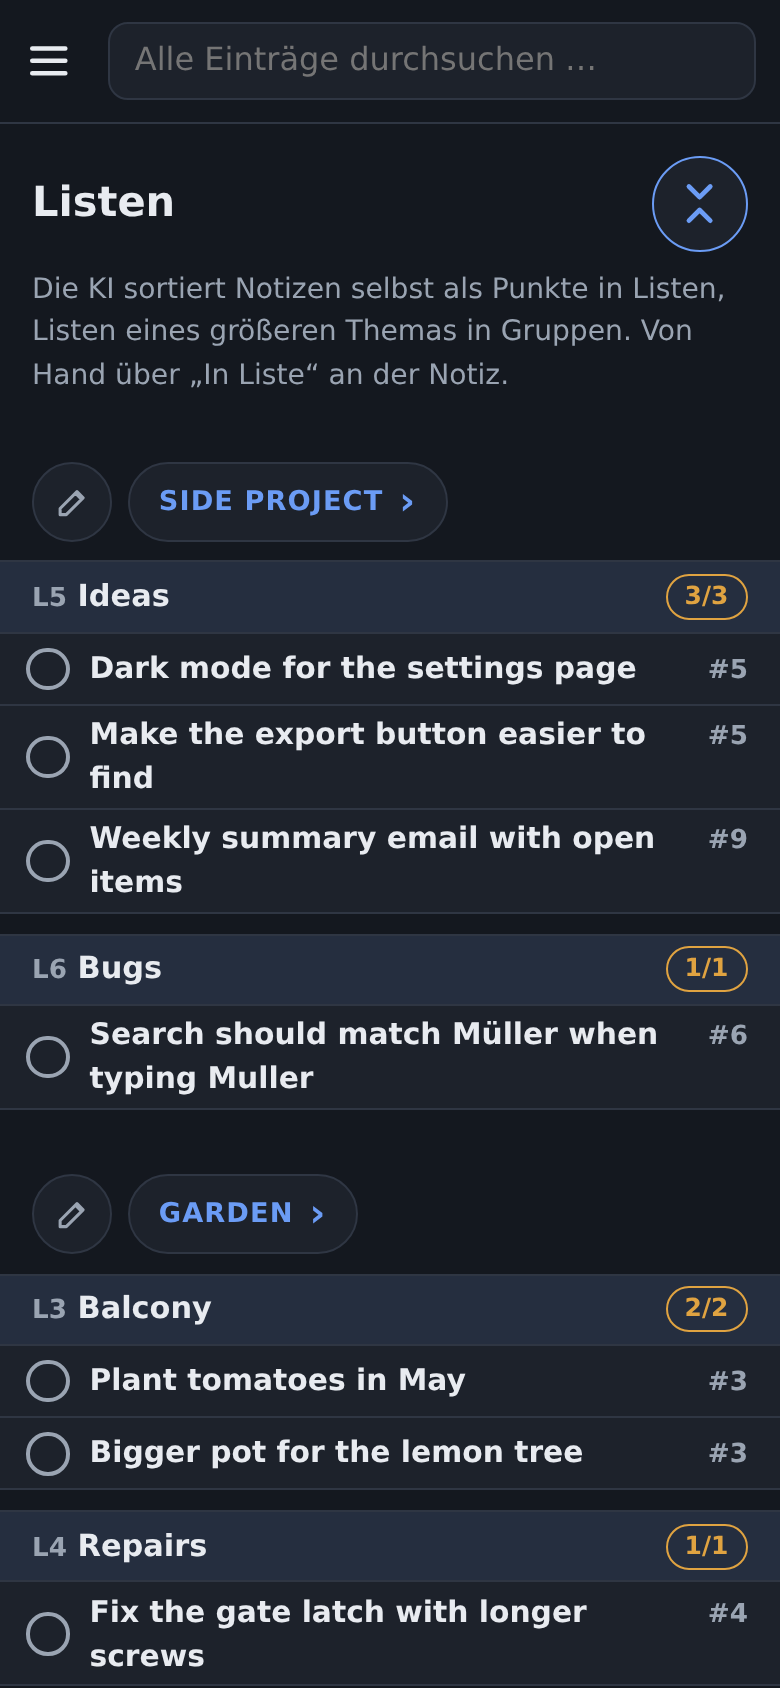 Alle Einträge durchsuchen …
Listen
Die KI sortiert Notizen selbst als Punkte in Listen,
Listen eines größeren Themas in Gruppen. Von
Hand über „In Liste“ an der Notiz.
SIDE PROJECT ›
L5 Ideas 3/3
Dark mode for the settings page #5
Make the export button easier to #5
find
Weekly summary email with open #9
items
L6 Bugs 1/1
Search should match Müller when #6
typing Muller
GARDEN ›
L3 Balcony 2/2
Plant tomatoes in May #3
Bigger pot for the lemon tree #3
L4 Repairs 1/1
Fix the gate latch with longer #4
screws